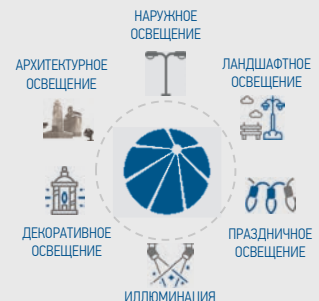 НАРУЖНОЕ
ОСВЕЩЕНИЕ
АРХИТЕКТУРНОЕ
ОСВЕЩЕНИЕ
ЛАНДШАФТНОЕ
ОСВЕЩЕНИЕ
ДЕКОРАТИВНОЕ
ОСВЕЩЕНИЕ
ПРАЗДНИЧНОЕ
ОСВЕЩЕНИЕ
ИЛЛЮМИНАЦИЯ